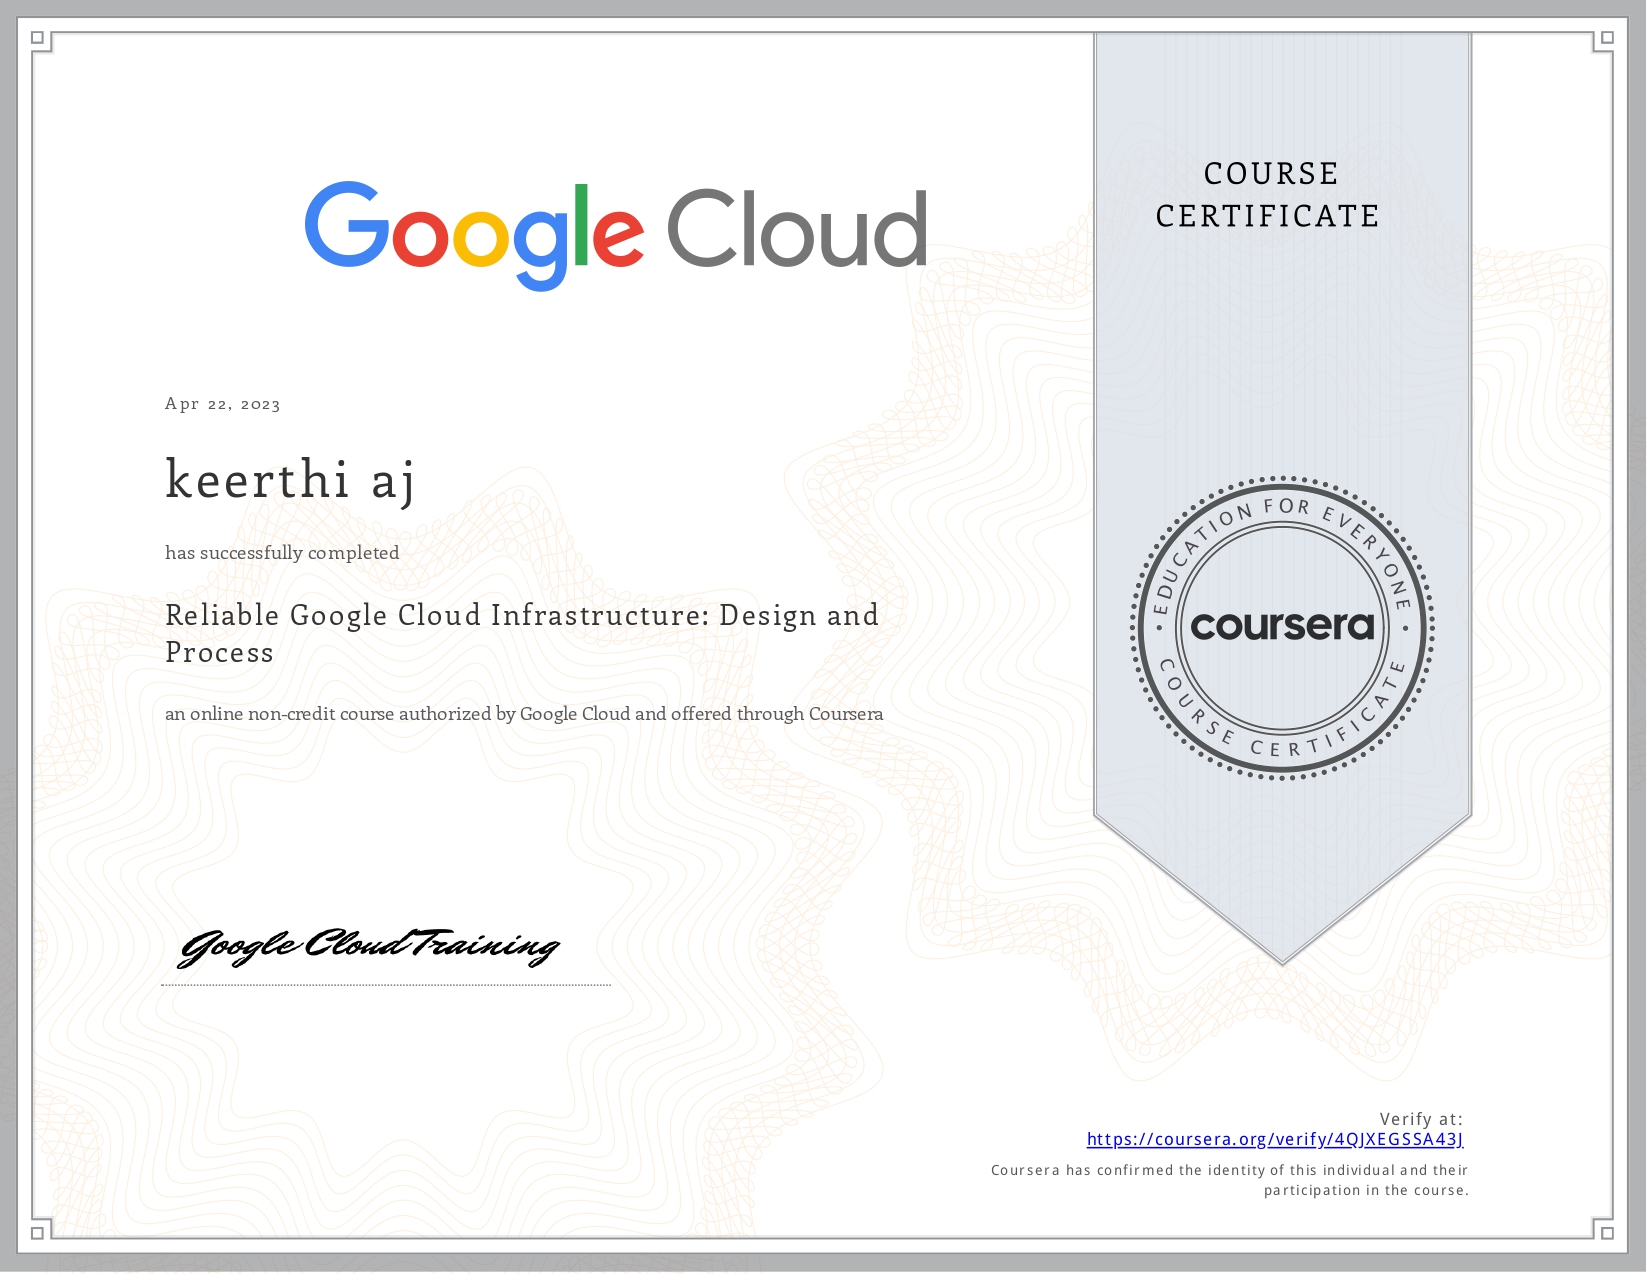 Google Cloud
COURSE
CERTIFICATE
Apr 22, 2023
keerthi aj
has successfully completed
Reliable Google Cloud Infrastructure: Design and
Process
an online non-credit course authorized by Google Cloud and offered through Coursera
EDUCATION FOR EVERYONE
coursera
COURSE CERTIFICATE
Google Cloud Training
Verify at:
https://coursera.org/verify/4QJXEGSSA43J
Coursera has confirmed the identity of this individual and their
participation in the course.